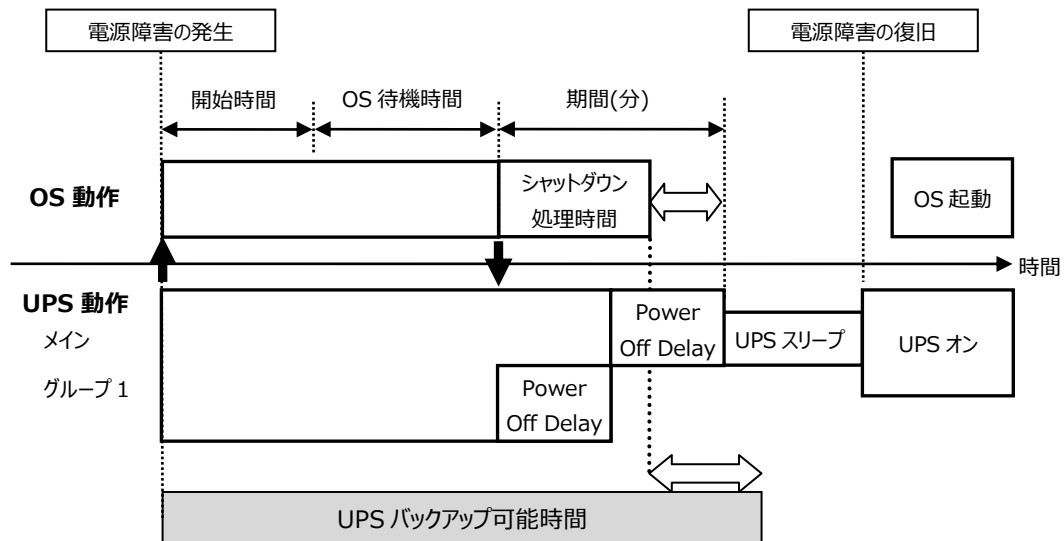 電源障害の発生
電源障害の復旧
開始時間
OS 待機時間
期間(分)
OS 動作
シャットダウン
処理時間
OS 起動
時間
UPS 動作
メイン
グループ 1
Power
Off Delay
UPS スリープ
UPS オン
Power
Off Delay
UPS バックアップ可能時間